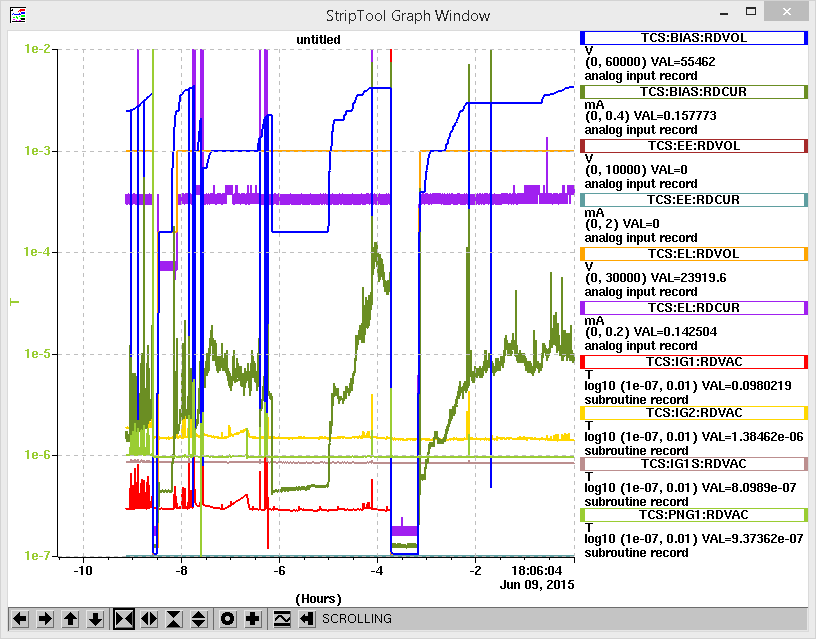 StripTool Graph Window
untitled
1e-2
1e-3
1e-4
1e-5
1e-6
1e-7
T
-10
-8
-6
-4
-2
18:06:04
Jun 09, 2015
(Hours)
TCS:BIAS:RDVOL
V
(0, 60000) VAL=55462
analog input record
TCS:BIAS:RDCUR
mA
(0, 0.4) VAL=0.157773
analog input record
TCS:EE:RDVOL
V
(0, 10000) VAL=0
analog input record
TCS:EE:RDCUR
mA
(0, 2) VAL=0
analog input record
TCS:EL:RDVOL
V
(0, 30000) VAL=23919.6
analog input record
TCS:EL:RDCUR
mA
(0, 0.2) VAL=0.142504
analog input record
TCS:IG1:RDVAC
T
log10 (1e-07, 0.01) VAL=0.0980219
subroutine record
TCS:IG2:RDVAC
T
log10 (1e-07, 0.01) VAL=1.38462e-06
subroutine record
TCS:IG1S:RDVAC
T
log10 (1e-07, 0.01) VAL=8.0989e-07
subroutine record
TCS:PNG1:RDVAC
T
log10 (1e-07, 0.01) VAL=9.37362e-07
subroutine record
SCROLLING